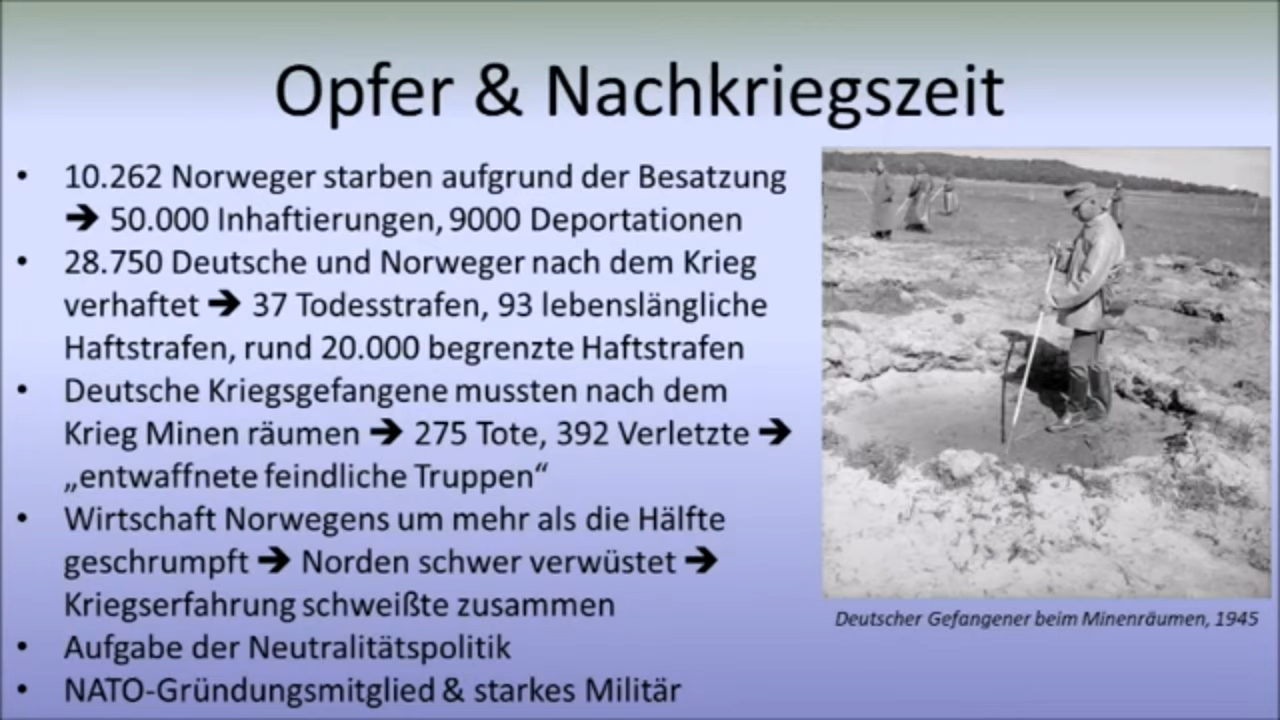 Opfer & Nachkriegszeit
• 10.262 Norweger starben aufgrund der Besatzung
➔ 50.000 Inhaftierungen, 9000 Deportationen
• 28.750 Deutsche und Norweger nach dem Krieg
verhaftet ➔ 37 Todesstrafen, 93 lebenslängliche
Haftstrafen, rund 20.000 begrenzte Haftstrafen
• Deutsche Kriegsgefangene mussten nach dem
Krieg Minen räumen ➔ 275 Tote, 392 Verletzte ➔
„entwaffnete feindliche Truppen“
• Wirtschaft Norwegens um mehr als die Hälfte
geschrumpft ➔ Norden schwer verwüstet ➔
Kriegserfahrung schweißte zusammen
• Aufgabe der Neutralitätspolitik
• NATO-Gründungsmitglied & starkes Militär
Deutscher Gefangener beim Minenräumen, 1945